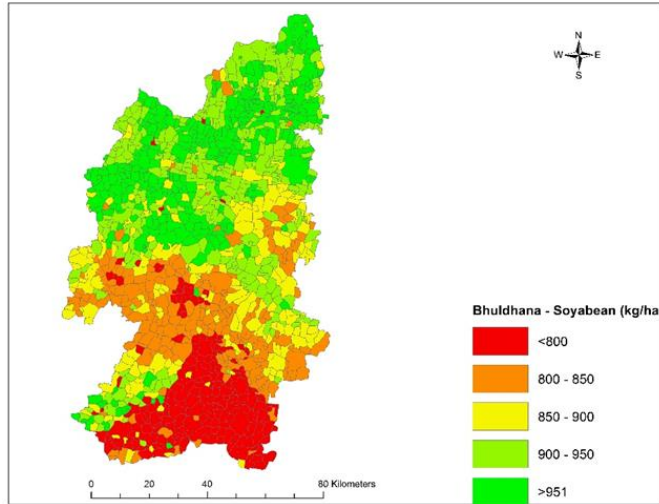 N
W E
S
Bhuldhana - Soyabean (kg/ha
<800
800 - 850
850 - 900
900 - 950
>951
0 20 40 80 Kilometers